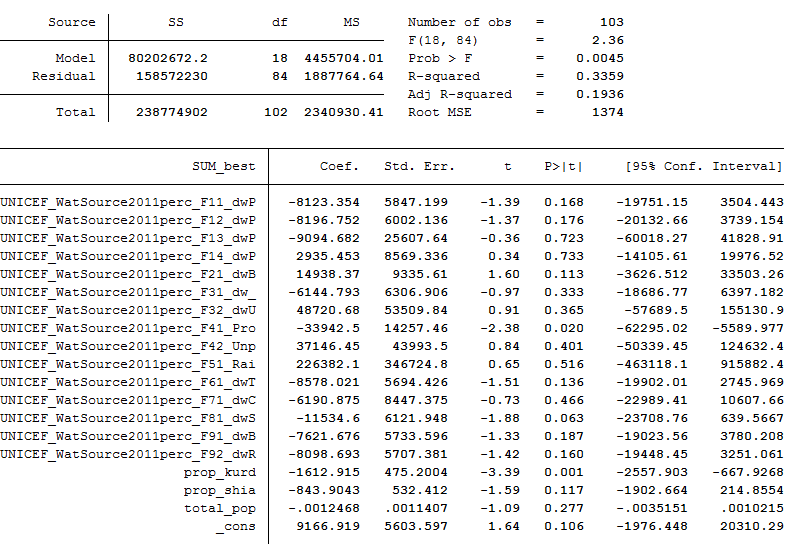 Source SS df MS Number of obs = 103
F(18, 84) = 2.36
Model 80202672.2 18 4455704.01 Prob > F = 0.0045
Residual 158572230 84 1887764.64 R-squared = 0.3359
Adj R-squared = 0.1936
Total 238774902 102 2340930.41 Root MSE = 1374
SUM_best Coef. Std. Err. t P>|t| [95% Conf. Interval]
UNICEF_WatSource2011perc_F11_dwP -8123.354 5847.199 -1.39 0.168 -19751.15 3504.443
UNICEF_WatSource2011perc_F12_dwP -8196.752 6002.136 -1.37 0.176 -20132.66 3739.154
UNICEF_WatSource2011perc_F13_dwP -9094.682 25607.64 -0.36 0.723 -60018.27 41828.91
UNICEF_WatSource2011perc_F14_dwP 2935.453 8569.336 0.34 0.733 -14105.61 19976.52
UNICEF_WatSource2011perc_F21_dwB 14938.37 9335.61 1.60 0.113 -3626.512 33503.26
UNICEF_WatSource2011perc_F31_dw_ -6144.793 6306.906 -0.97 0.333 -18686.77 6397.182
UNICEF_WatSource2011perc_F32_dwU 48720.68 53509.84 0.91 0.365 -57689.5 155130.9
UNICEF_WatSource2011perc_F41_Pro -33942.5 14257.46 -2.38 0.020 -62295.02 -5589.977
UNICEF_WatSource2011perc_F42_Unp 37146.45 43993.5 0.84 0.401 -50339.45 124632.4
UNICEF_WatSource2011perc_F51_Rai 226382.1 346724.8 0.65 0.516 -463118.1 915882.4
UNICEF_WatSource2011perc_F61_dwT -8578.021 5694.426 -1.51 0.136 -19902.01 2745.969
UNICEF_WatSource2011perc_F71_dwC -6190.875 8447.375 -0.73 0.466 -22989.41 10607.66
UNICEF_WatSource2011perc_F81_dwS -11534.6 6121.948 -1.88 0.063 -23708.76 639.5667
UNICEF_WatSource2011perc_F91_dwB -7621.676 5733.596 -1.33 0.187 -19023.56 3780.208
UNICEF_WatSource2011perc_F92_dwR -8098.693 5707.381 -1.42 0.160 -19448.45 3251.061
prop_kurd -1612.915 475.2004 -3.39 0.001 -2557.903 -667.9268
prop_shia -843.9043 532.412 -1.59 0.117 -1902.664 214.8554
total_pop -.0012468 .0011407 -1.09 0.277 -.0035151 .0010215
_cons 9166.919 5603.597 1.64 0.106 -1976.448 20310.29